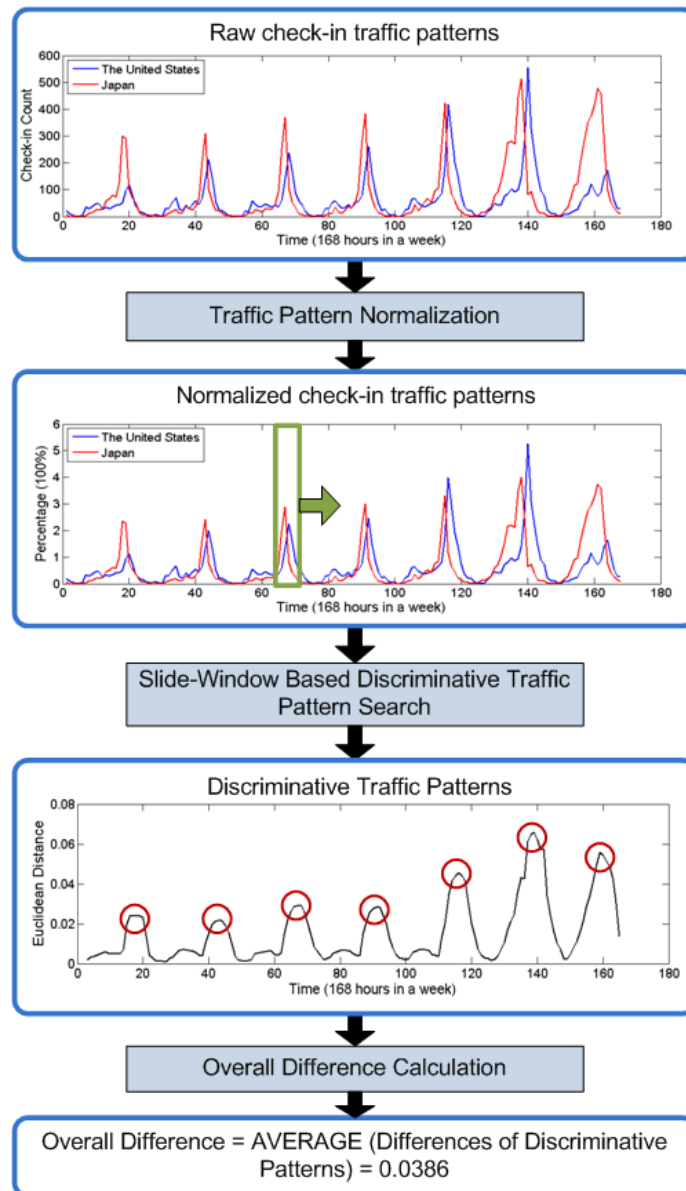 Raw check-in traffic patterns
600
500
400
300
200
100
0
Check-in Count
The United States
Japan
0 20 40 60 80 100 120 140 160 180
Time (168 hours in a week)
Traffic Pattern Normalization
Normalized check-in traffic patterns
6
5
4
3
2
1
0
Percentage (100%)
The United States
Japan
0 20 40 60 80 100 120 140 160 180
Time (168 hours in a week)
Slide-Window Based Discriminative Traffic
Pattern Search
Discriminative Traffic Patterns
0.08
0.06
0.04
0.02
0
Euclidean Distance
0 20 40 60 80 100 120 140 160 180
Time (168 hours in a week)
Overall Difference Calculation
Overall Difference = AVERAGE (Differences of Discriminative
Patterns) = 0.0386